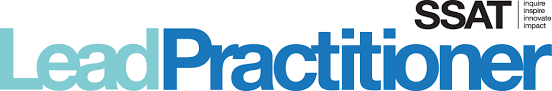 SSAT
inquire
inspire
innovate
impact
LeadPractitioner